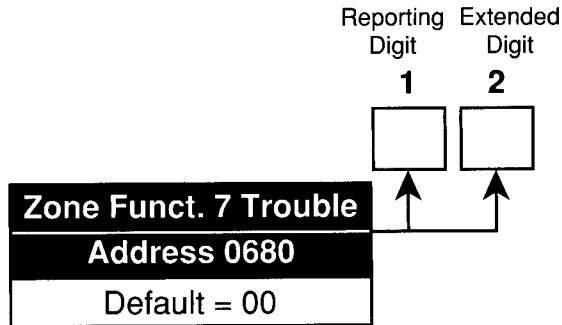 Reporting Extended
Digit Digit
1 2
Zone Funct. 7 Trouble
Address 0680
Default = 00